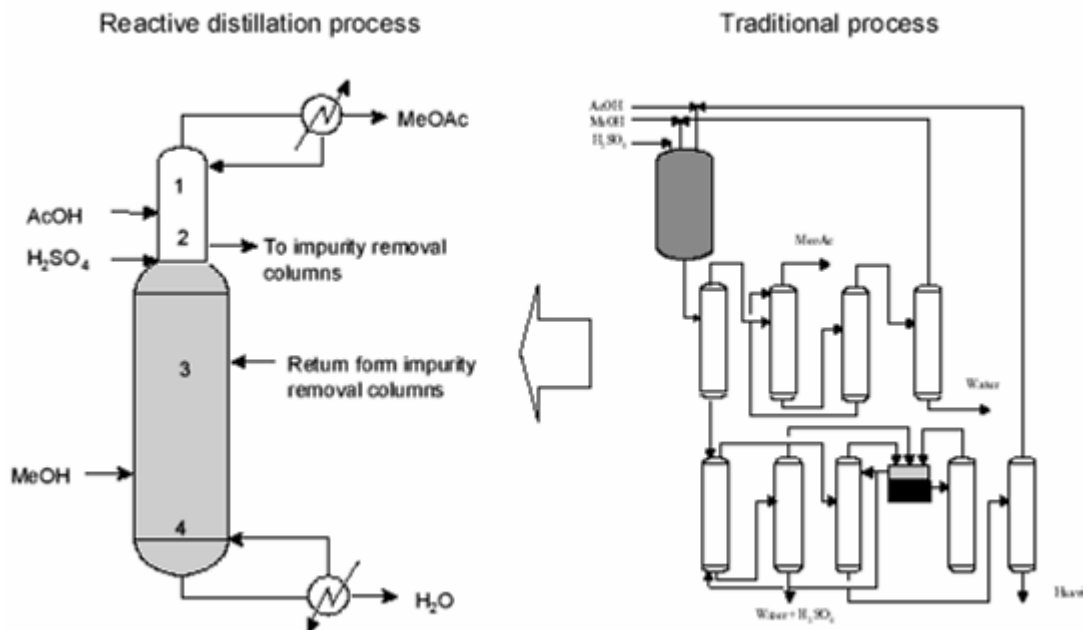 Reactive distillation process
MeOAc
1
AcOH
2
H₂SO₄
To impurity removal
columns
3
Return form impurity
removal columns
MeOH
4
H₂O
Traditional process
AcOH
MeOH
H₂SO₄
MeoAc
Water
Water + H₂SO₄